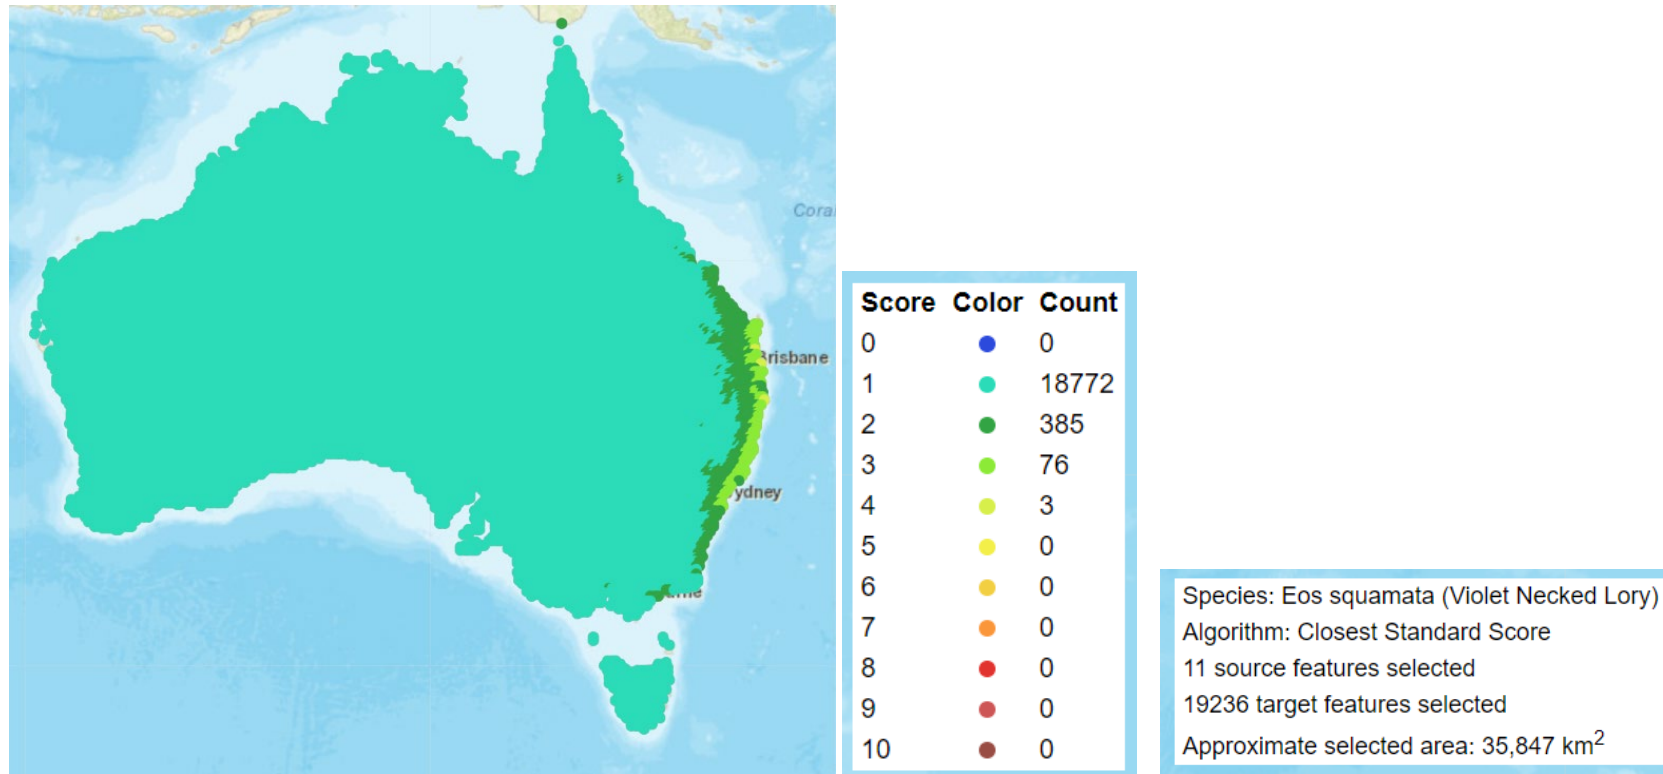 Cora
Brisbane
ydney
urne
Score Color Count
0 0
1 18772
2 385
3 76
4 3
5 0
6 0
7 0
8 0
9 0
10 0
Species: Eos squamata (Violet Necked Lory)
Algorithm: Closest Standard Score
11 source features selected
19236 target features selected
Approximate selected area: 35,847 km²